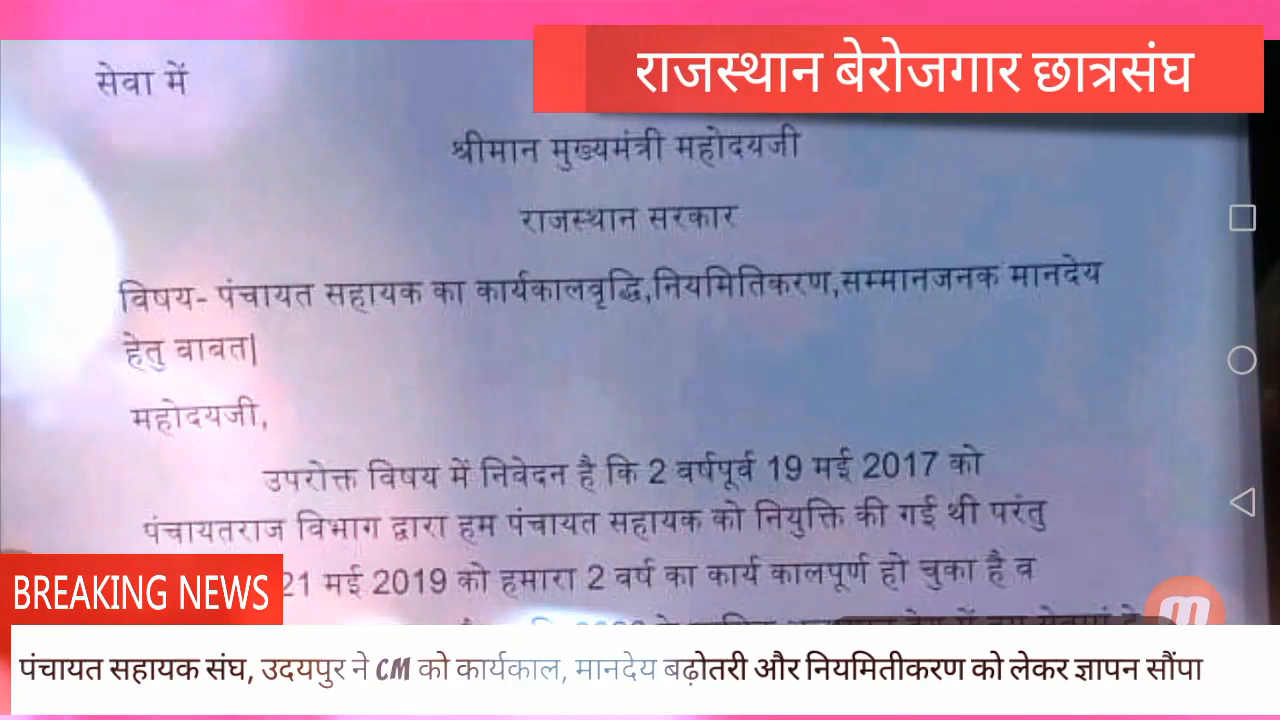 राजस्थान बेरोजगार छात्रसंघ
सेवा में
श्रीमान मुख्यमंत्री महोदयजी
राजस्थान सरकार
विषय- पंचायत सहायक का कार्यकालवृद्धि,नियमितिकरण,सम्मानजनक मानदेय
हेतु वावत|
महोदयजी,
उपरोक्त विषय में निवेदन है कि 2 वर्षपूर्व 19 मई 2017 को
पंचायतराज विभाग द्वारा हम पंचायत सहायक को नियुक्ति की गई थी परंतु
21 मई 2019 को हमारा 2 वर्ष का कार्य कालपूर्ण हो चुका है व
BREAKING NEWS
पंचायत सहायक संघ, उदयपुर ने CM को कार्यकाल, मानदेय बढ़ोतरी और नियमितीकरण को लेकर ज्ञापन सौंपा